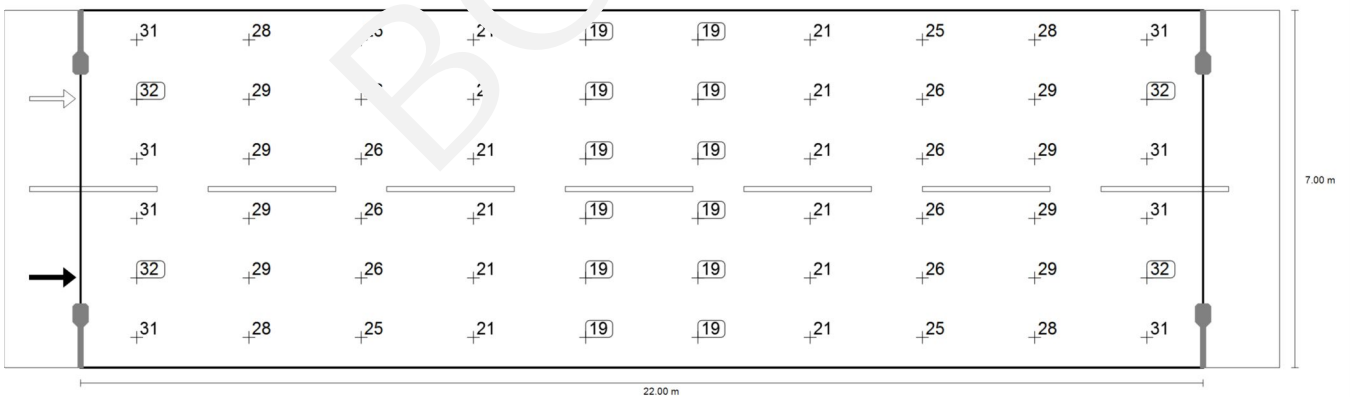 31 28 21 19 19 21 25 28 31
32 29 19 19 21 26 29 32
31 29 26 21 19 19 21 26 29 31
7.00 m
31 29 26 21 19 19 21 26 29 31
32 29 26 21 19 19 21 26 29 32
31 28 25 21 19 19 21 25 28 31
22.00 m